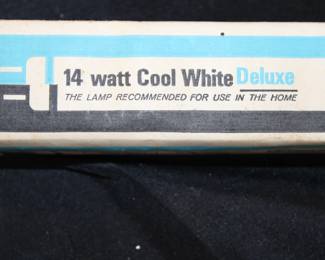 14 watt Cool White Deluxe
THE LAMP RECOMMENDED FOR USE IN THE HOME